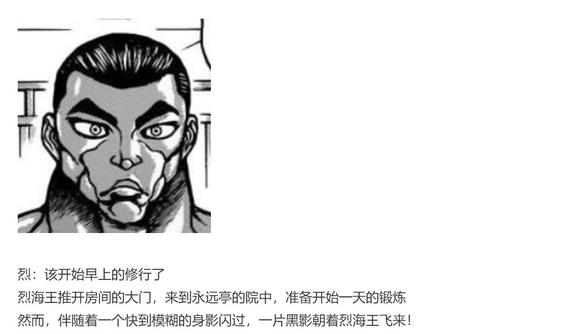 烈：该开始早上的修行了
烈海王推开房间的大门，来到永远亭的院中，准备开始一天的锻炼
然而，伴随着一个快到模糊的身影闪过，一片黑影朝着烈海王飞来！